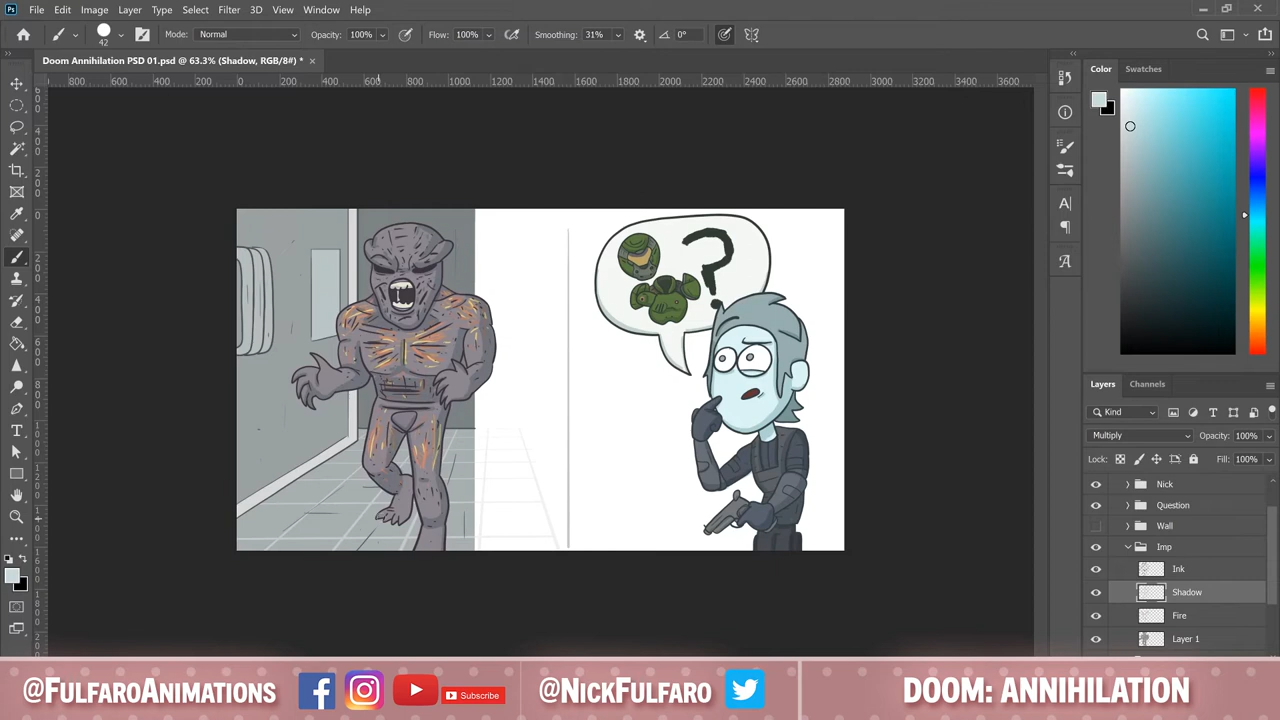 Ps File Edit Image Layer Type Select Filter 3D View Window Help
42 Mode: Normal Opacity: 100% Flow: 100% Smoothing: 31% 0°
Doom Annihilation PSD 01.psd @ 63.3% (Shadow, RGB/8#) *
800 600 400 200 0 200 400 600 800 1000 1200 1400 1600 1800 2000 2200 2400 2600 2800 3000 3200 3400 3600
Color Swatches
?
Layers Channels
Kind
Multiply Opacity: 100%
Lock: Fill: 100%
Nick
Question
Wall
Imp
Ink
Shadow
Fire
Layer 1
@FulfaroAnimations Subscribe @NickFulfaro DOOM: ANNIHILATION